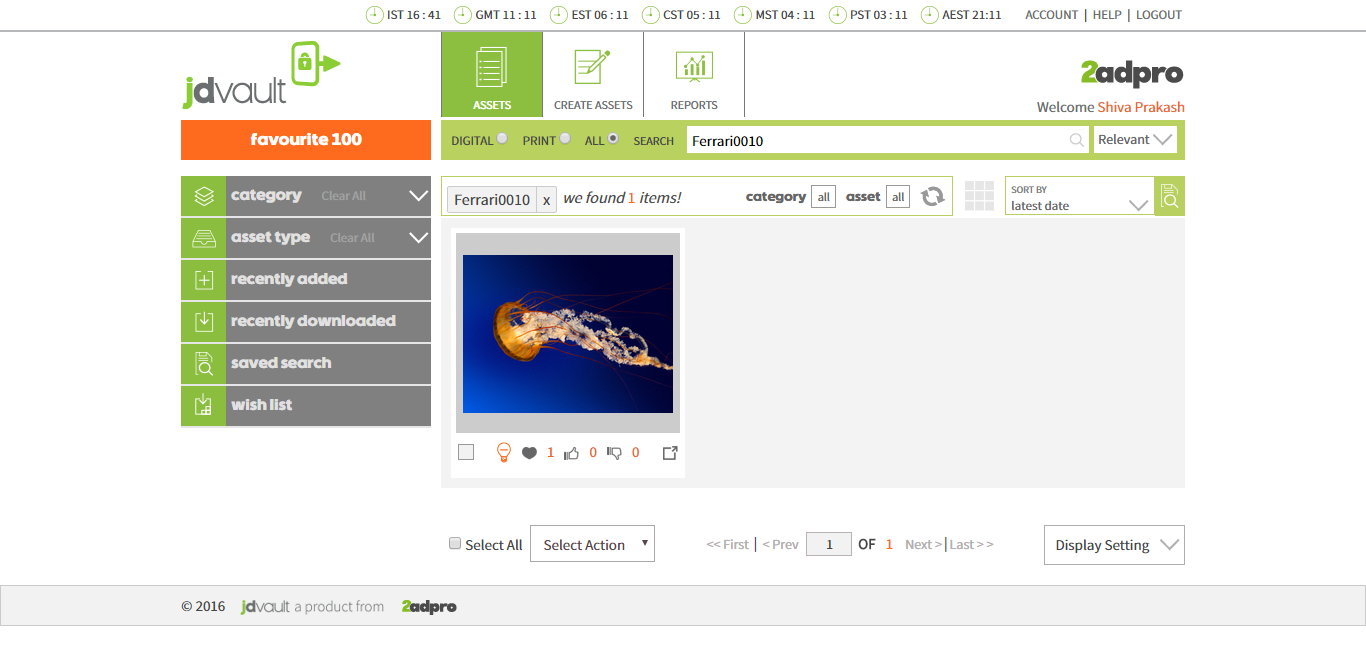 IST 16 : 41 GMT 11 : 11 EST 06 : 11 CST 05 : 11 MST 04 : 11 PST 03 : 11 AEST 21:11 ACCOUNT | HELP | LOGOUT
jdvault
ASSETS CREATE ASSETS REPORTS
2adpro
Welcome Shiva Prakash
favourite 100
DIGITAL PRINT ALL SEARCH Ferrari0010 Relevant
category Clear All
asset type Clear All
recently added
recently downloaded
saved search
wish list
Ferrari0010 x we found 1 items! category all asset all
SORT BY
latest date
1 0 0
Select All Select Action << First | < Prev 1 OF 1 Next > | Last >> Display Setting
© 2016 jdvault a product from 2adpro